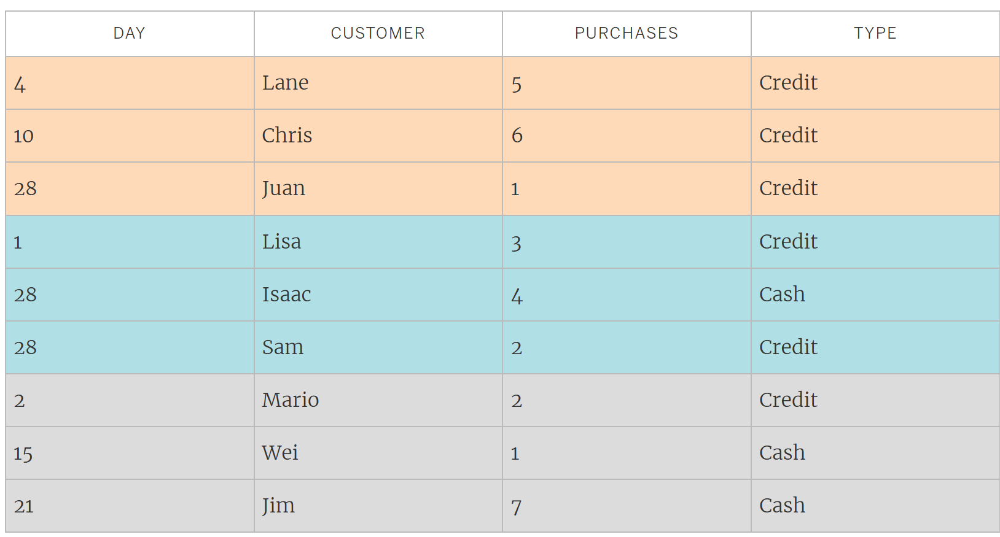 DAY CUSTOMER PURCHASES TYPE
4 Lane 5 Credit
10 Chris 6 Credit
28 Juan 1 Credit
1 Lisa 3 Credit
28 Isaac 4 Cash
28 Sam 2 Credit
2 Mario 2 Credit
15 Wei 1 Cash
21 Jim 7 Cash